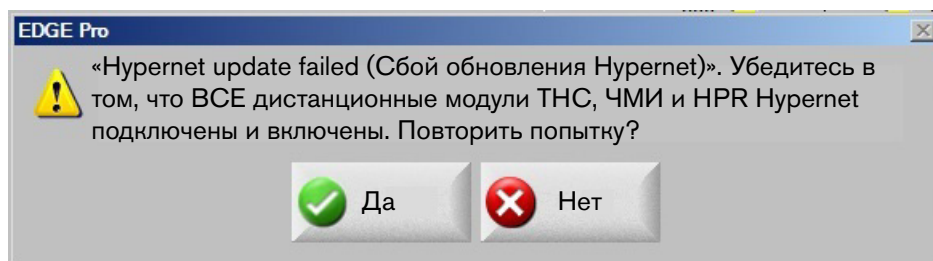 EDGE Pro
«Hypernet update failed (Сбой обновления Hypernet)». Убедитесь в
том, что ВСЕ дистанционные модули ТНС, ЧМИ и HPR Hypernet
подключены и включены. Повторить попытку?
Да
Нет